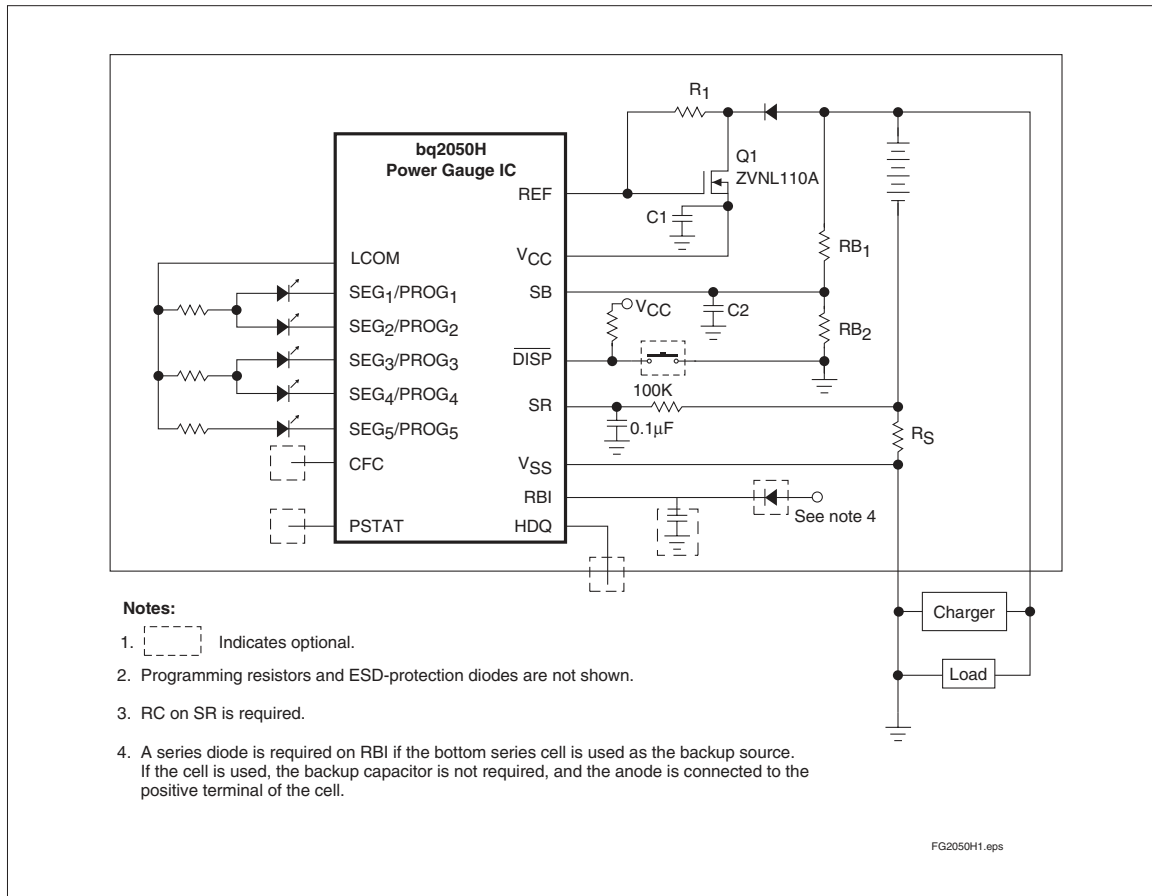 bq2050H
Power Gauge IC
REF
VCC
SB
DISP
SR
VSS
RBI
HDQ
LCOM
SEG1/PROG1
SEG2/PROG2
SEG3/PROG3
SEG4/PROG4
SEG5/PROG5
CFC
PSTAT
R1
Q1
ZVNL110A
C1
RB1
VCC
C2
RB2
100K
0.1µF
RS
See note 4
Charger
Load
Notes:
1. Indicates optional.
2. Programming resistors and ESD-protection diodes are not shown.
3. RC on SR is required.
4. A series diode is required on RBI if the bottom series cell is used as the backup source.
If the cell is used, the backup capacitor is not required, and the anode is connected to the
positive terminal of the cell.
FG2050H1.eps